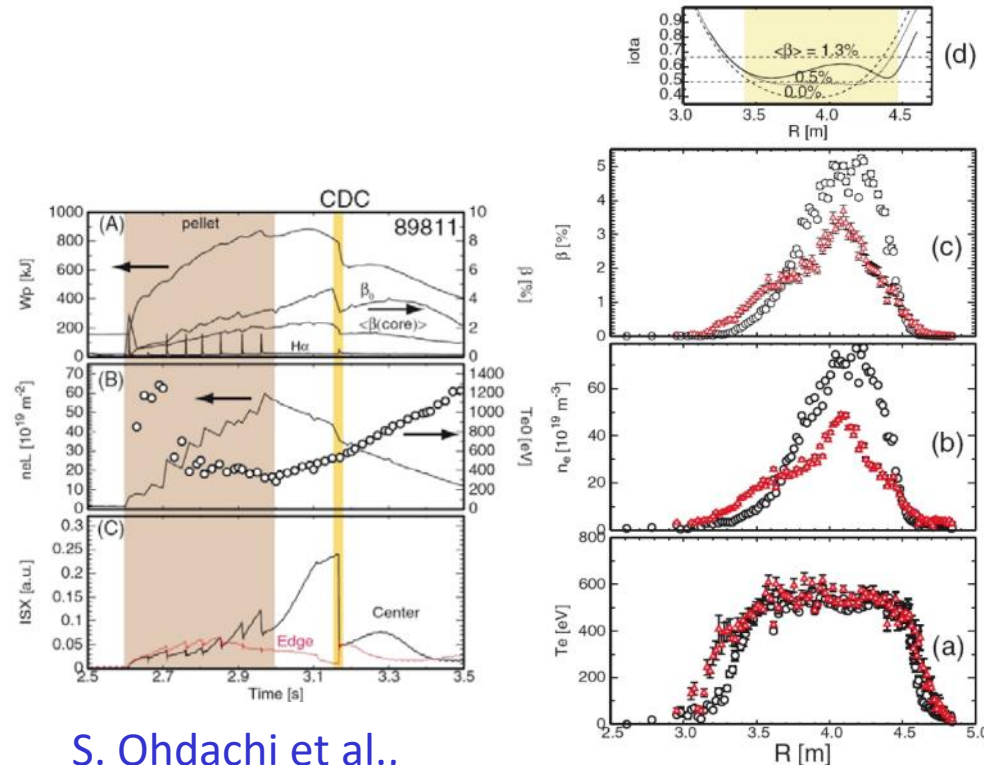 CDC
89811
(A)
pellet
β₀
<β(core)>
Hα
Wp [kJ]
1000
800
600
400
200
0
β [%]
10
8
6
4
2
0
(B)
neL [10¹⁹ m⁻²]
70
60
50
40
30
20
10
0
Te0 [eV]
1400
1200
1000
800
600
400
200
0
(C)
ISX [a.u.]
0.3
0.25
0.2
0.15
0.1
0.05
0
Center
Edge
2.5 2.7 2.9 3.1 3.3 3.5
Time [s]
S. Ohdachi et al..
(d)
iota
0.9
0.8
0.7
0.6
0.5
0.4
<β> = 1.3%
0.5%
0.0%
3.0 3.5 4.0 4.5
R [m]
(c)
β [%]
5
4
3
2
1
0
(b)
nₑ [10¹⁹ m⁻³]
60
40
20
0
(a)
Te [eV]
800
600
400
200
0
2.5 3.0 3.5 4.0 4.5 5.0
R [m]